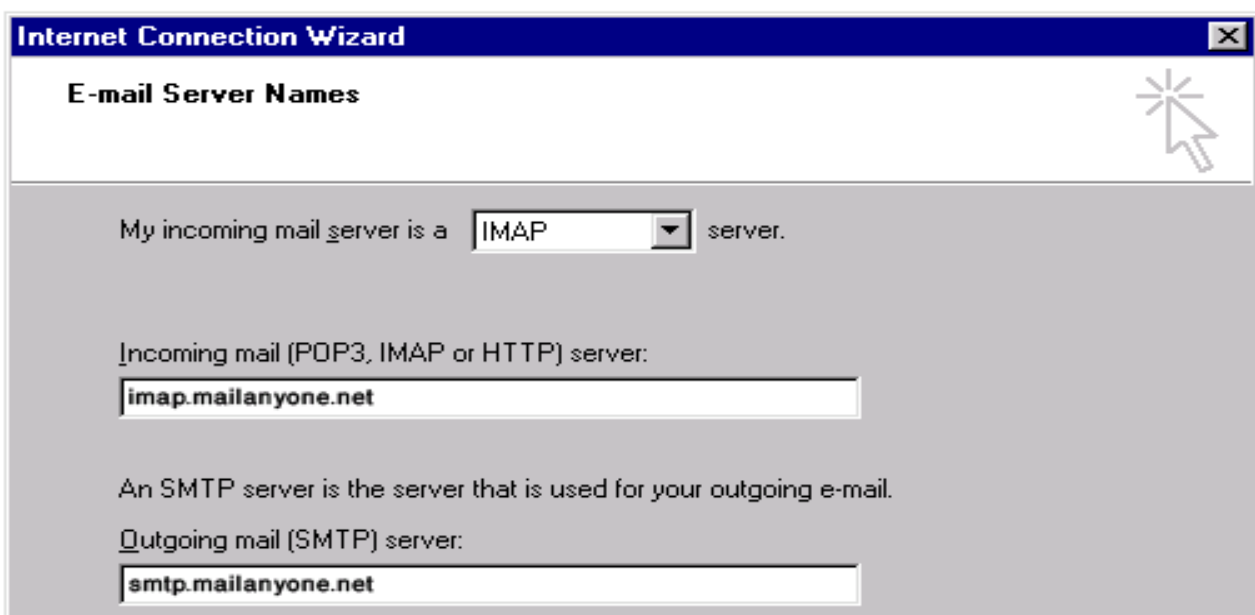 Internet Connection Wizard
E-mail Server Names
My incoming mail server is a IMAP server.
Incoming mail (POP3, IMAP or HTTP) server:
imap.mailanyone.net
An SMTP server is the server that is used for your outgoing e-mail.
Outgoing mail (SMTP) server:
smtp.mailanyone.net